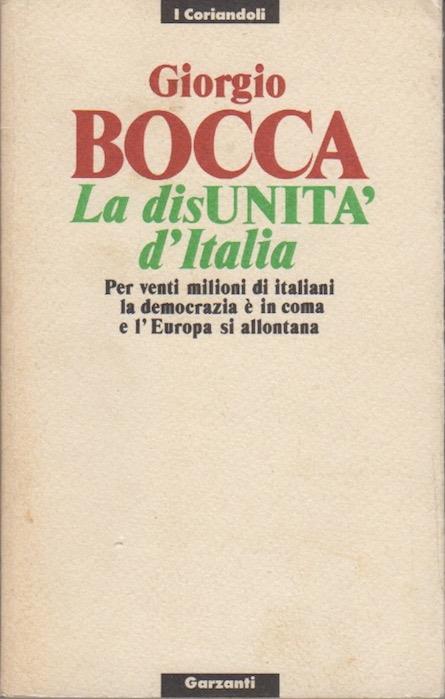 I Coriandoli
Giorgio
BOCCA
La disUNITA'
d'Italia
Per venti milioni di italiani
la democrazia è in coma
e l'Europa si allontana
Garzanti